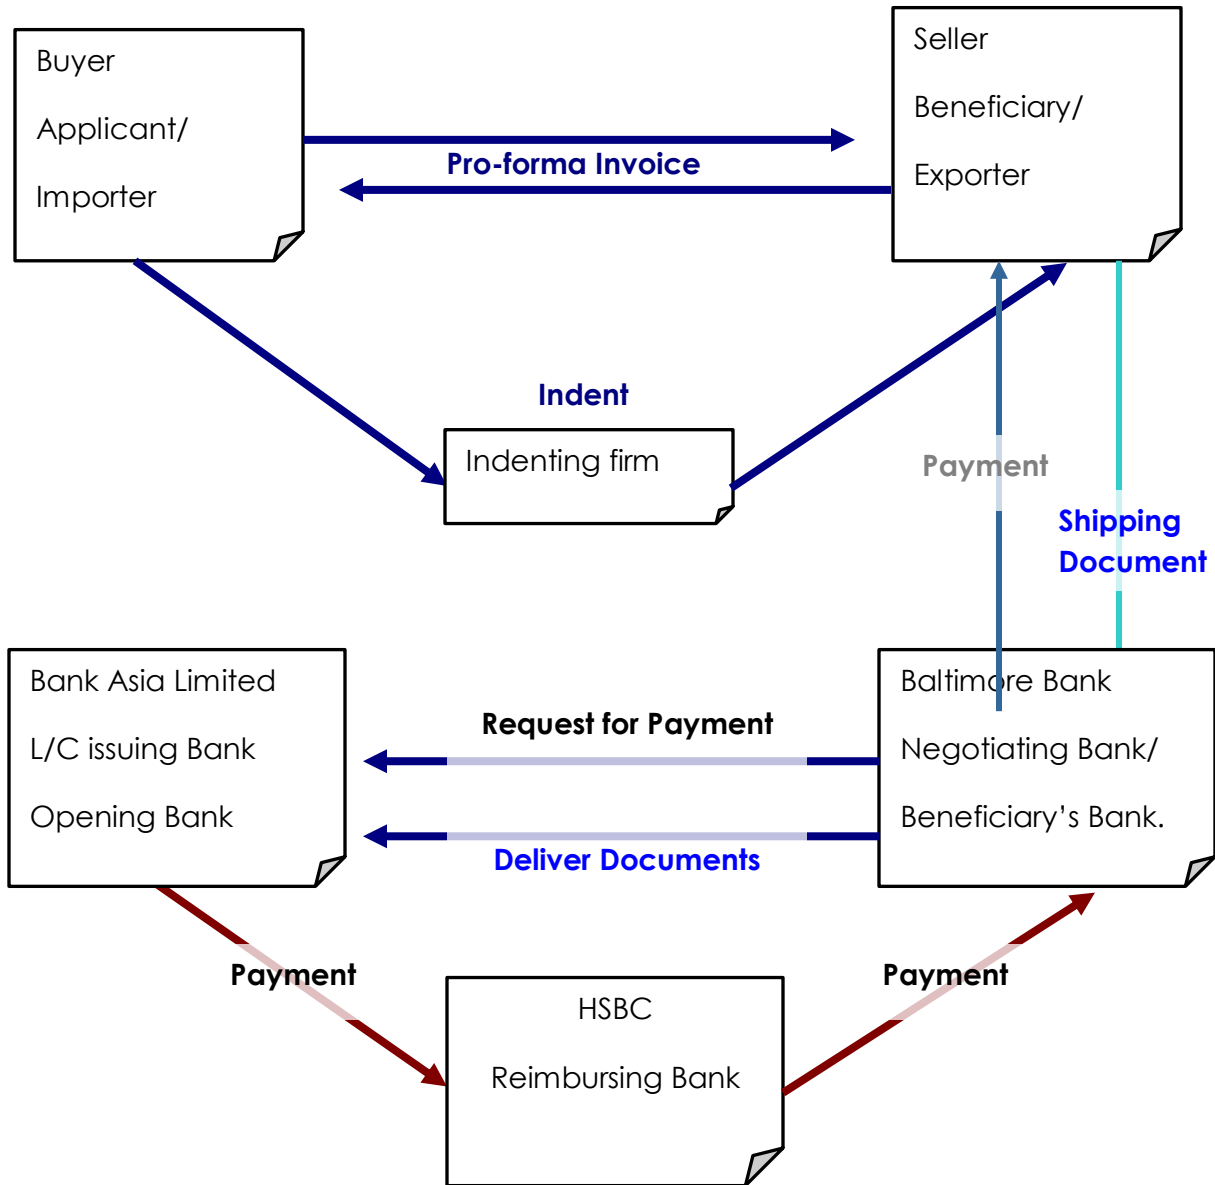 Buyer
Applicant/
Importer
Seller
Beneficiary/
Exporter
Pro-forma Invoice
Indent
Indenting firm
Payment
Shipping
Document
Bank Asia Limited
L/C issuing Bank
Opening Bank
Request for Payment
Deliver Documents
Baltimore Bank
Negotiating Bank/
Beneficiary’s Bank.
Payment
Payment
HSBC
Reimbursing Bank